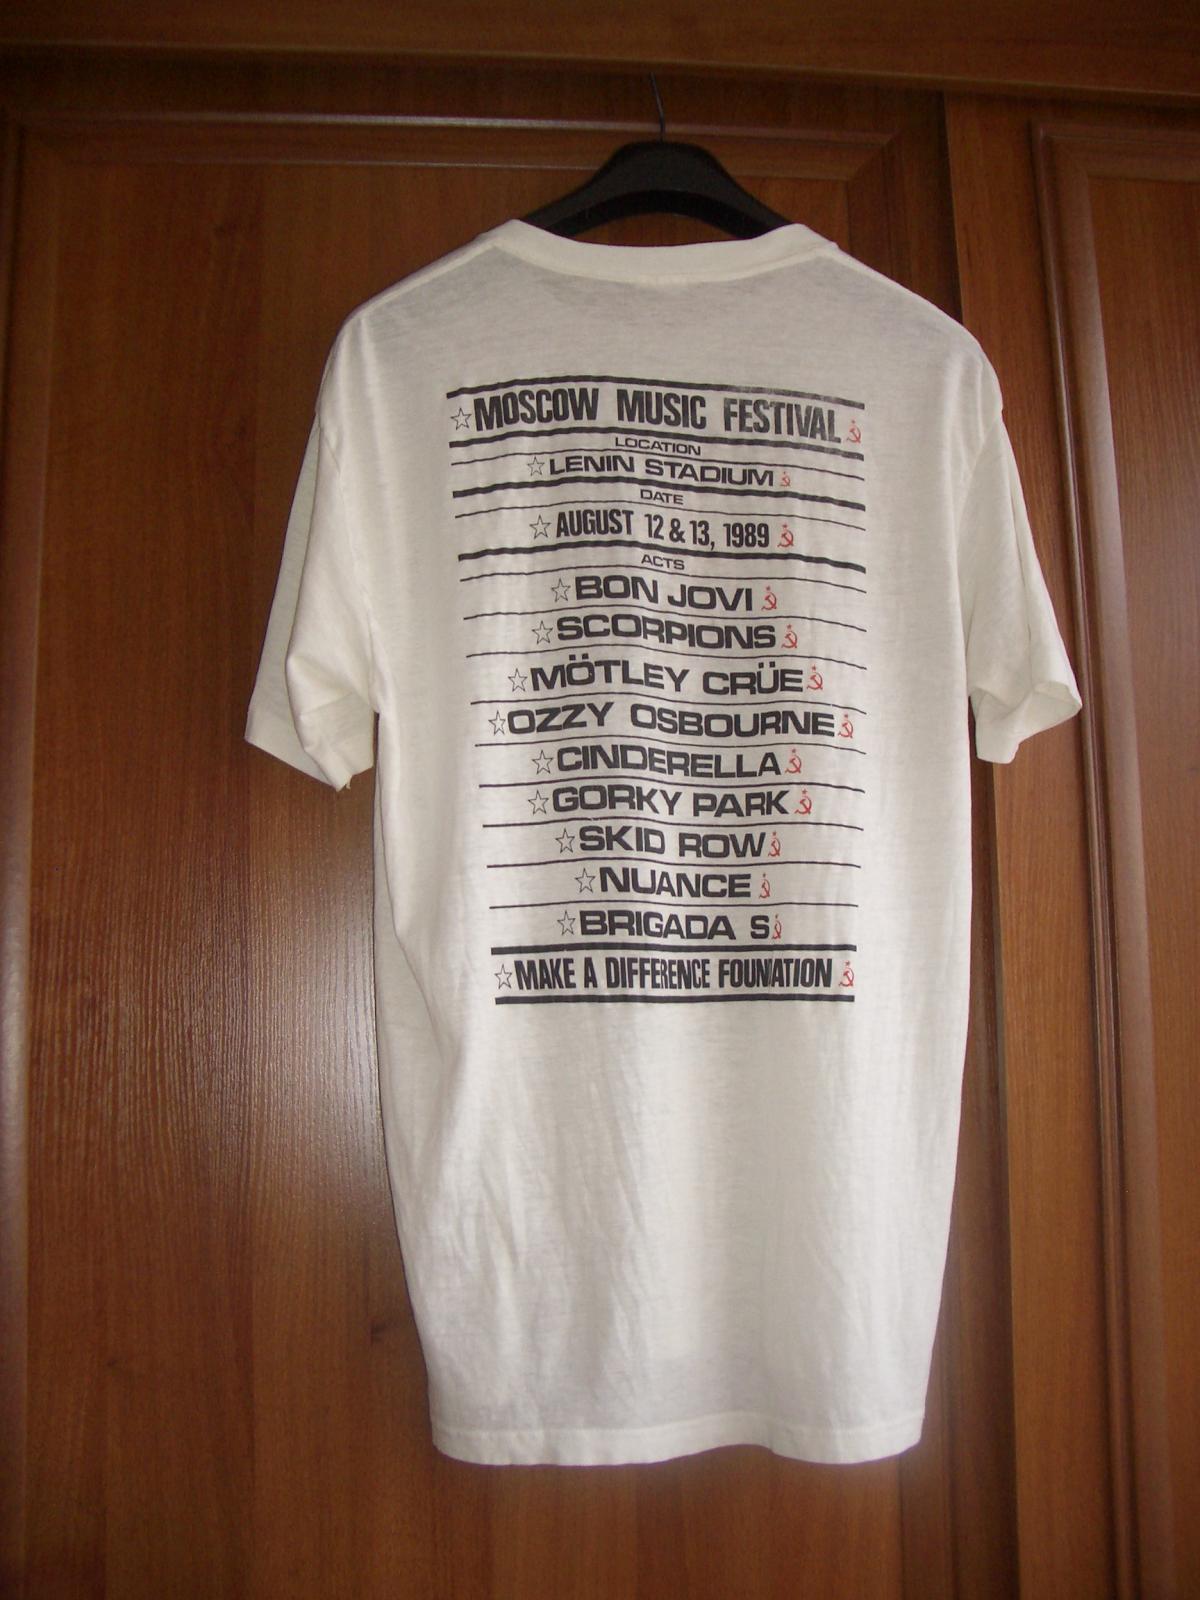 MOSCOW MUSIC FESTIVAL
LOCATION
LENIN STADIUM
DATE
AUGUST 12 & 13, 1989
ACTS
BON JOVI
SCORPIONS
MÖTLEY CRÜE
OZZY OSBOURNE
CINDERELLA
GORKY PARK
SKID ROW
NUANCE
BRIGADA S
MAKE A DIFFERENCE FOUNATION